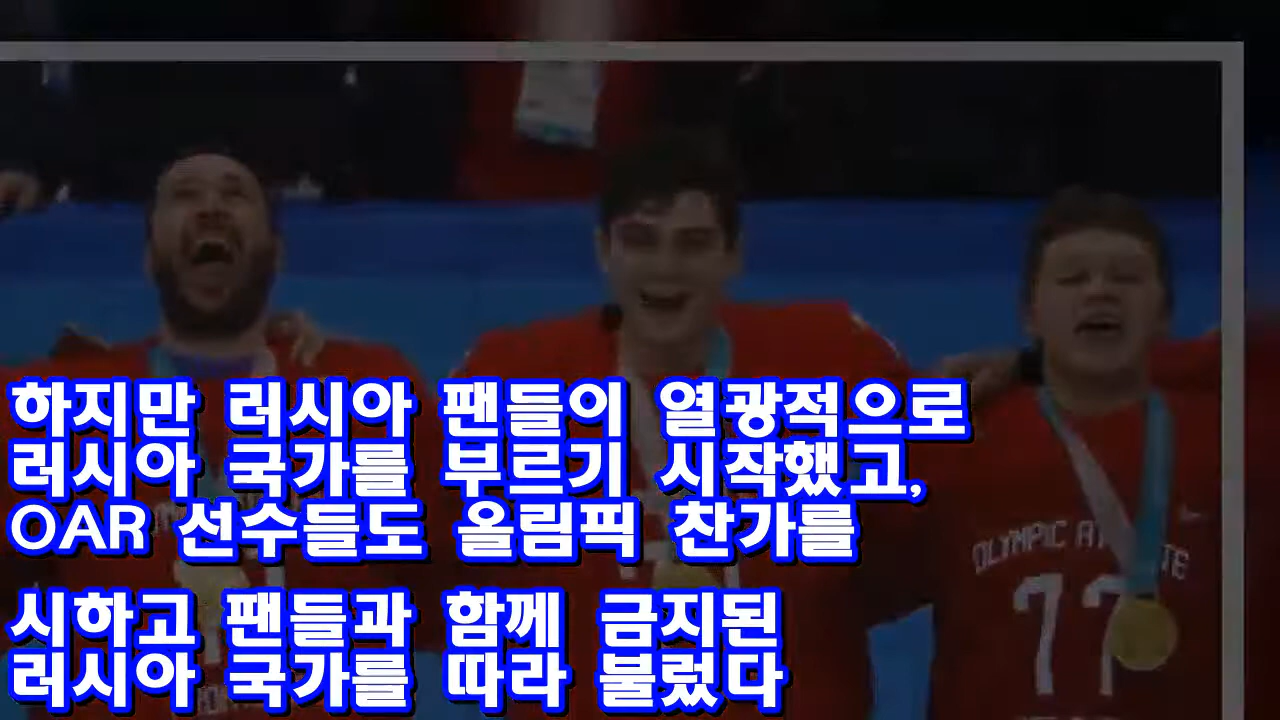 하지만 러시아 팬들이 열광적으로
러시아 국가를 부르기 시작했고,
OAR 선수들도 올림픽 찬가를
시하고 팬들과 함께 금지된
러시아 국가를 따라 불렀다
OLYMPIC
77